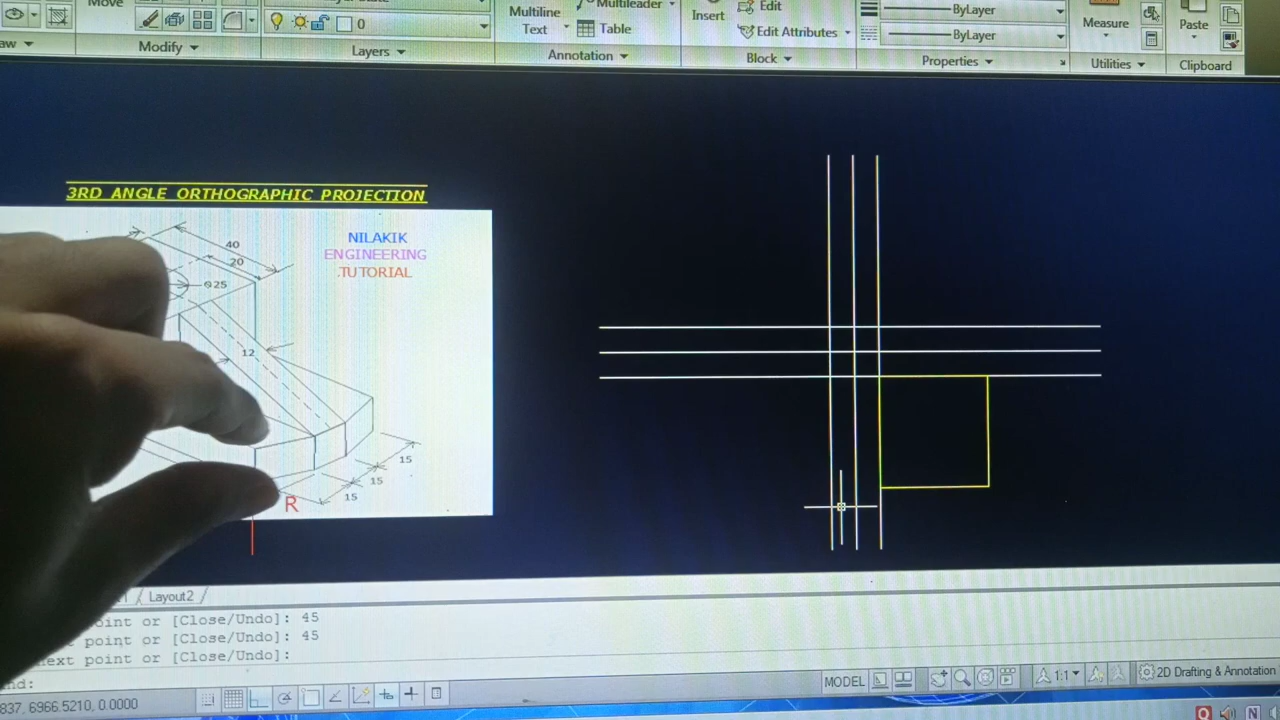 Move
0
Multiline
Text
Multileader
Table
Insert
Edit
Edit Attributes
ByLayer
ByLayer
Measure
Paste
Modify
Layers
Annotation
Block
Properties
Utilities
Clipboard
3RD ANGLE ORTHOGRAPHIC PROJECTION
NILAKIK
ENGINEERING
.TUTORIAL
40
20
25
12
15
15
15
R
Layout2
point or [Close/Undo]: 45
point or [Close/Undo]: 45
next point or [Close/Undo]:
837, 6966.5210, 0.0000
MODEL
1:1
2D Drafting & Annotation
N